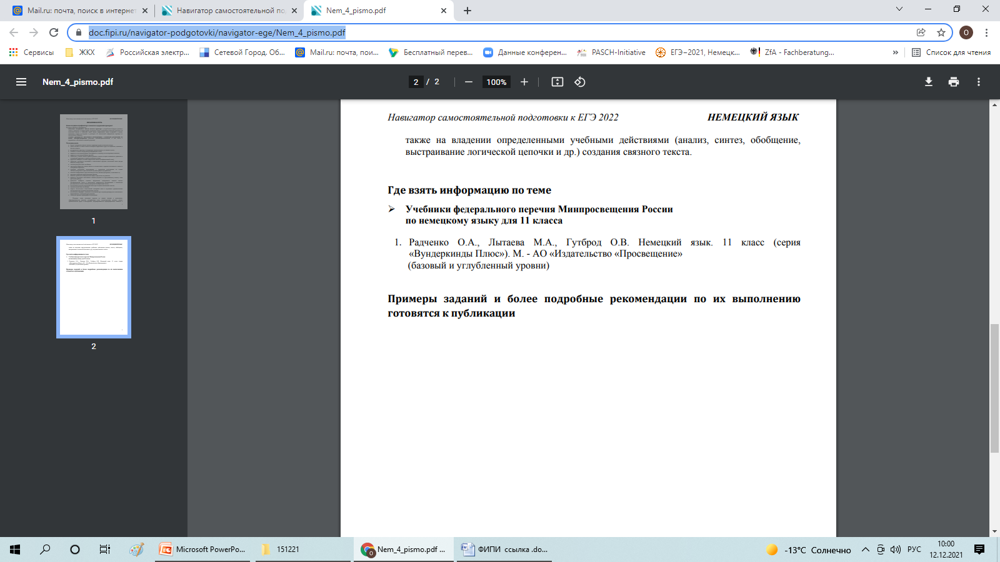 Mail.ru: почта, поиск в интернет
Навигатор самостоятельной по
Nem_4_pismo.pdf
doc.fipi.ru/navigator-podgotovki/navigator-ege/Nem_4_pismo.pdf
О
Сервисы
ЖКХ
Российская электр...
Сетевой Город. Об...
Mail.ru: почта, пои...
Бесплатный перев...
Данные конферен...
PASCH-Initiative
ЕГЭ−2021, Немецк...
ZfA - Fachberatung...
»
Список для чтения
Nem_4_pismo.pdf
2 / 2
100%
1
2
Навигатор самостоятельной подготовки к ЕГЭ 2022 НЕМЕЦКИЙ ЯЗЫК
также на владении определенными учебными действиями (анализ, синтез, обобщение,
выстраивание логической цепочки и др.) создания связного текста.
Где взять информацию по теме
Учебники федерального перечня Минпросвещения России
по немецкому языку для 11 класса
1. Радченко О.А., Лытаева М.А., Гутброд О.В. Немецкий язык. 11 класс (серия
«Вундеркинды Плюс»). М. - АО «Издательство «Просвещение»
(базовый и углубленный уровни)
Примеры заданий и более подробные рекомендации по их выполнению
готовятся к публикации
Microsoft PowerPo...
151221
Nem_4_pismo.pdf ...
ФИПИ ссылка .do...
-13°C Солнечно
РУС
10:00
12.12.2021